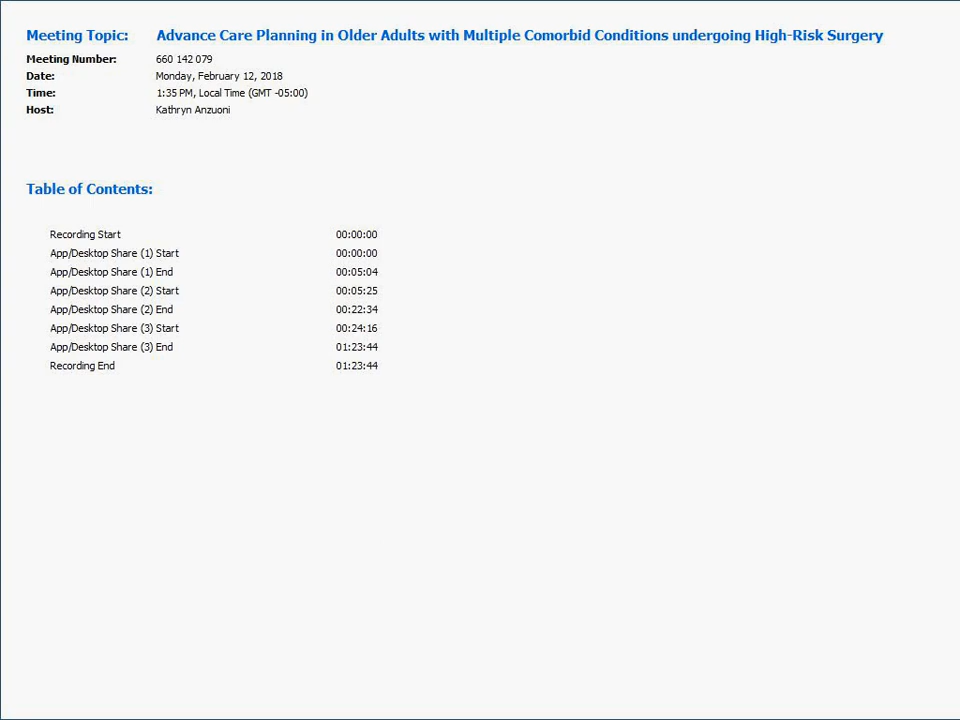 Meeting Topic: Advance Care Planning in Older Adults with Multiple Comorbid Conditions undergoing High-Risk Surgery
Meeting Number: 660 142 079
Date: Monday, February 12, 2018
Time: 1:35 PM, Local Time (GMT -05:00)
Host: Kathryn Anzuoni
Table of Contents:
Recording Start 00:00:00
App/Desktop Share (1) Start 00:00:00
App/Desktop Share (1) End 00:05:04
App/Desktop Share (2) Start 00:05:25
App/Desktop Share (2) End 00:22:34
App/Desktop Share (3) Start 00:24:16
App/Desktop Share (3) End 01:23:44
Recording End 01:23:44